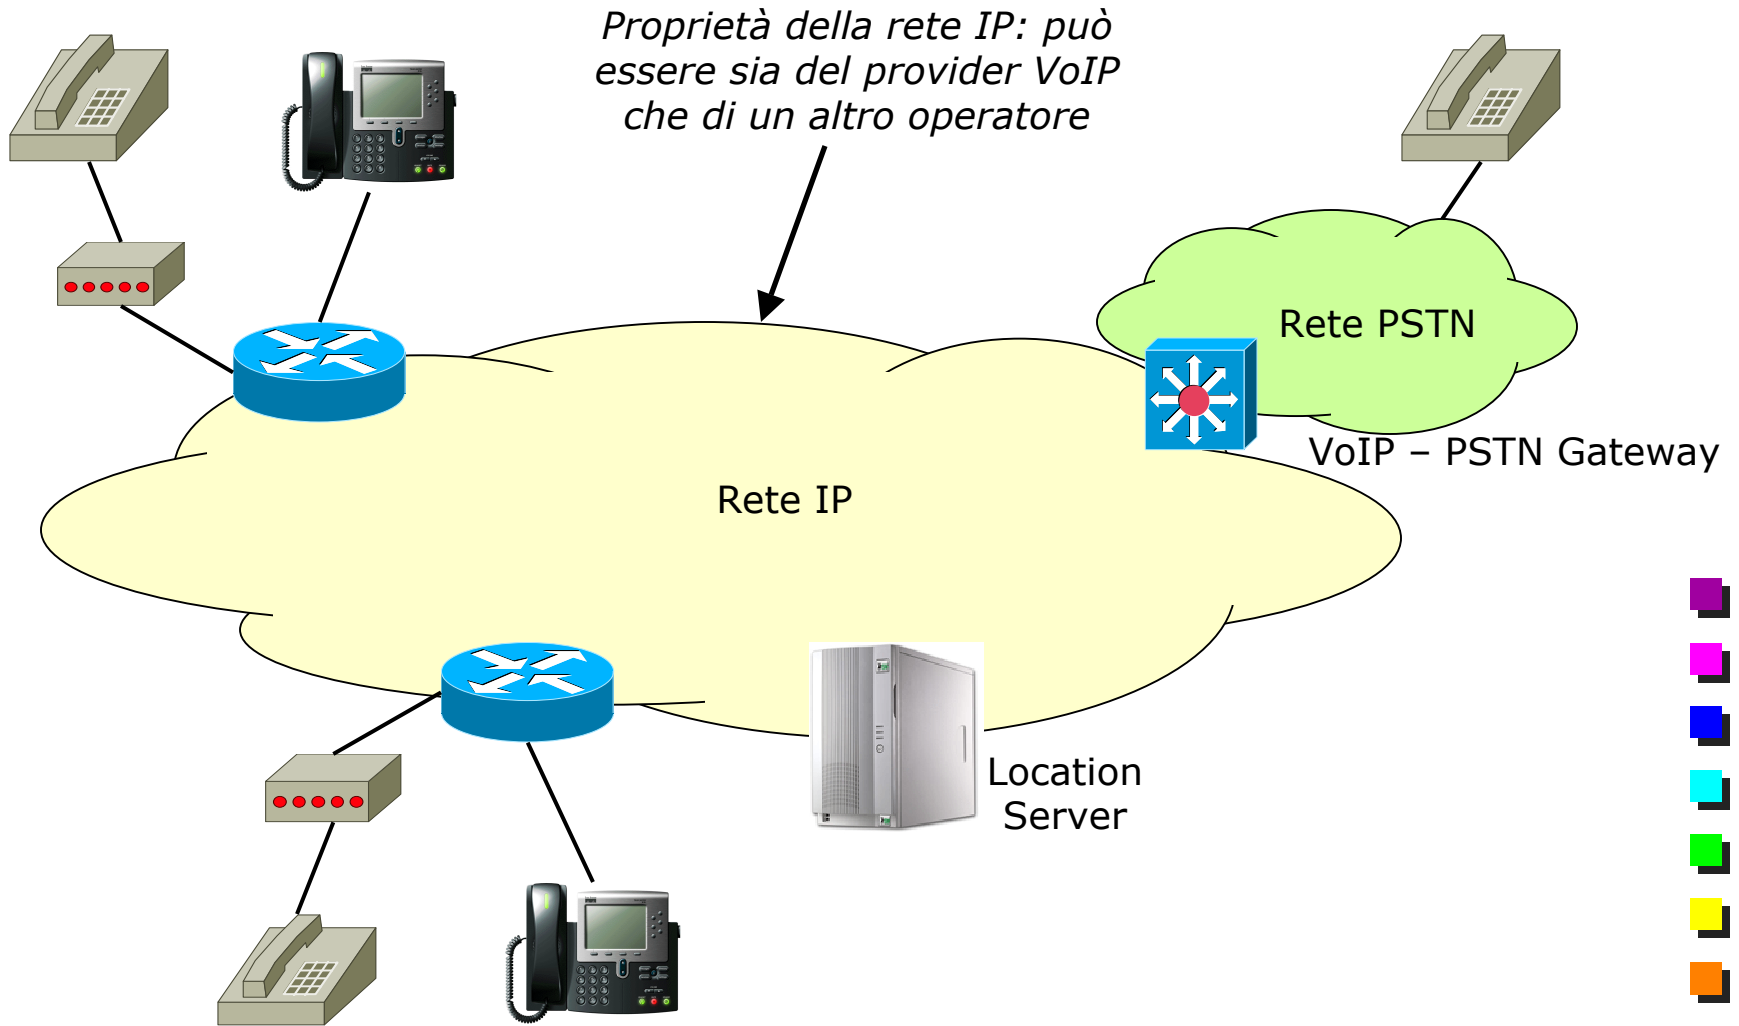 Proprietà della rete IP: può
essere sia del provider VoIP
che di un altro operatore
Rete PSTN
VoIP – PSTN Gateway
Rete IP
Location
Server